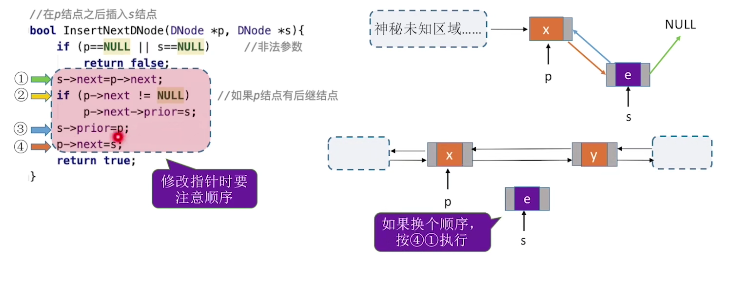 //在p结点之后插入s结点
bool InsertNextDNode(DNode *p, DNode *s){
if (p==NULL || s==NULL) //非法参数
return false;
① s->next=p->next;
② if (p->next != NULL) //如果p结点有后继结点
p->next->prior=s;
③ s->prior=p;
④ p->next=s;
return true;
}
修改指针时要
注意顺序
神秘未知区域……
x
p
NULL
e
s
x
y
p
e
s
如果换个顺序，
按④①执行